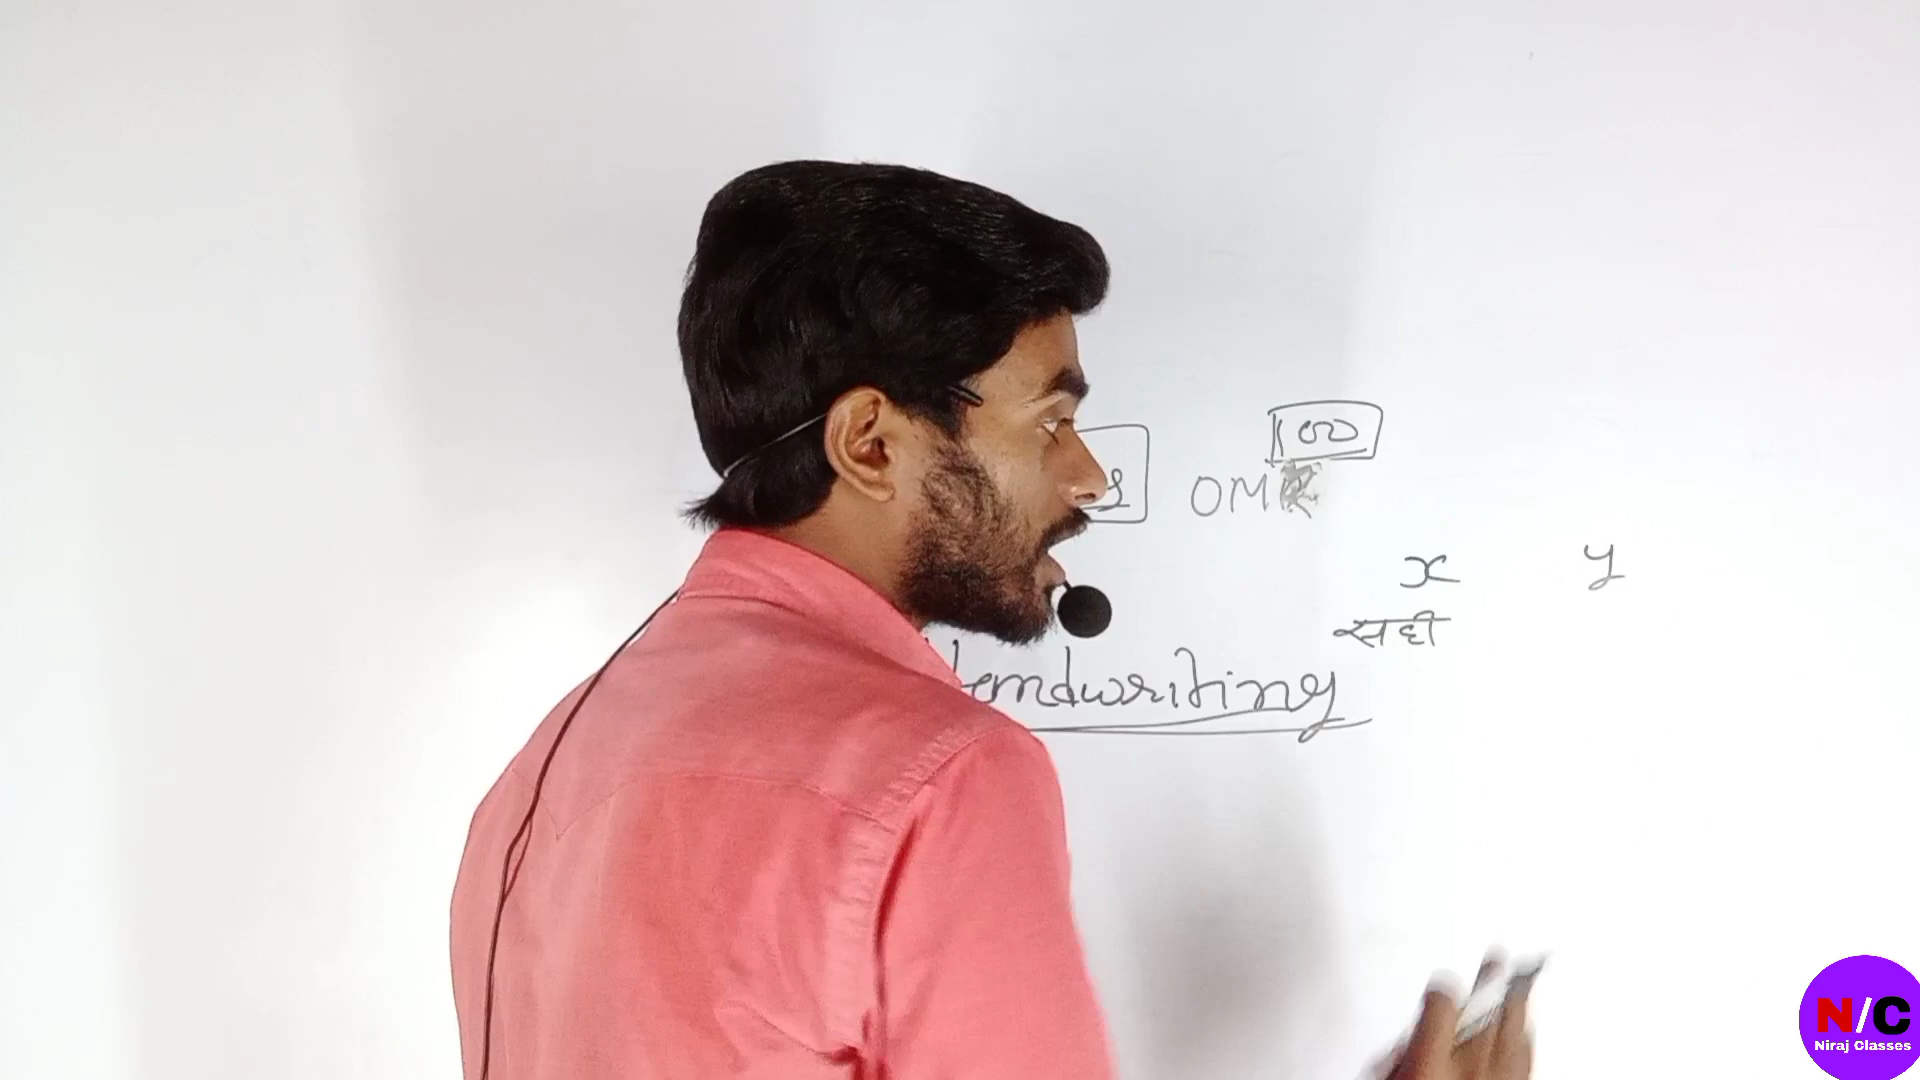 100
OMR
x y
सही
Handwriting
N/C
Niraj Classes